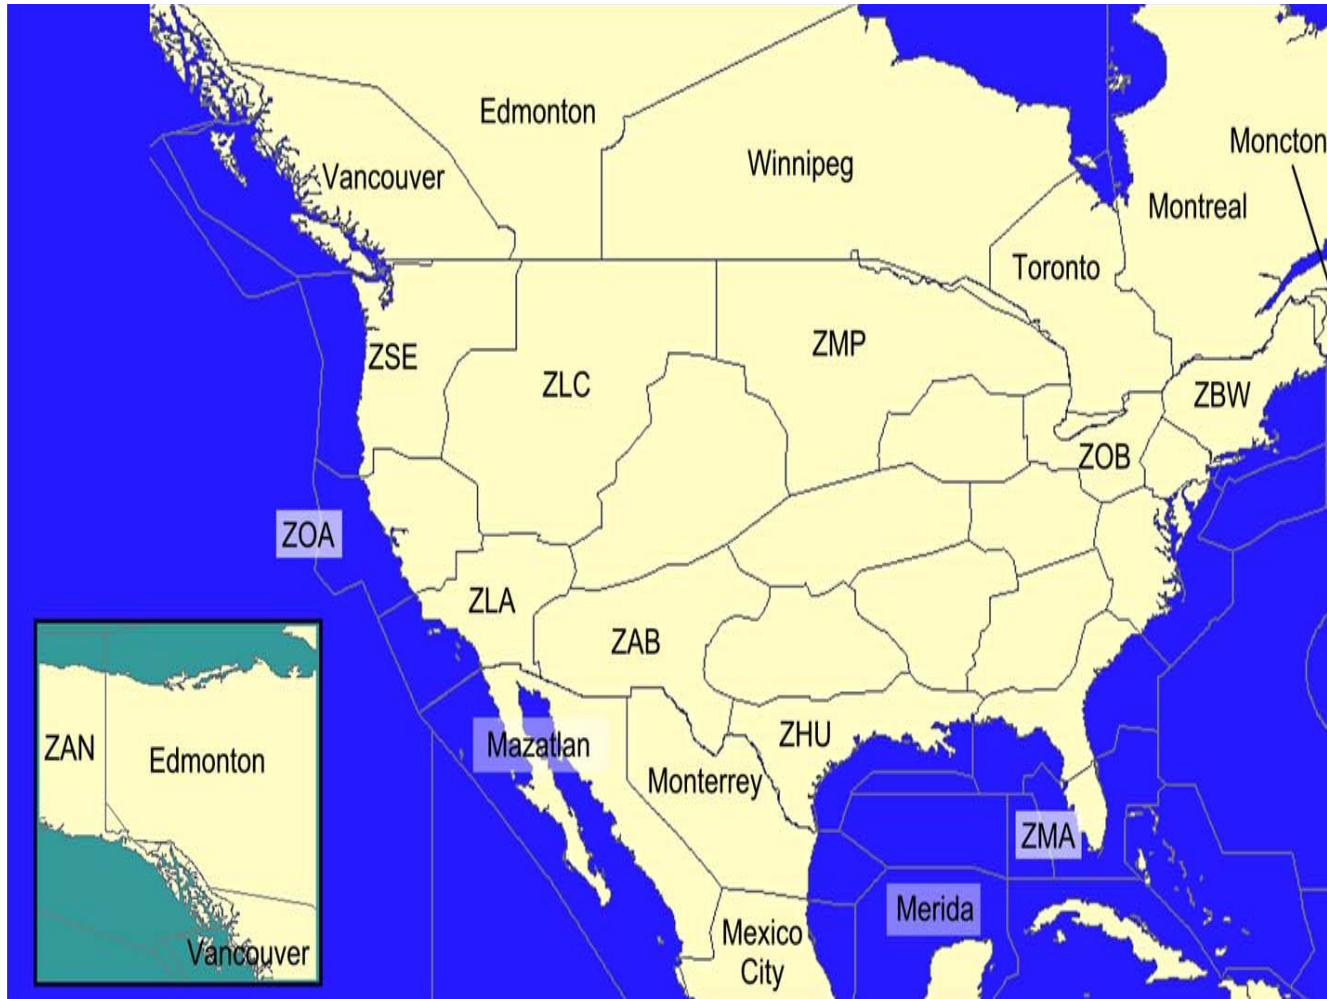 Edmonton
Moncton
Winnipeg
Vancouver
Montreal
Toronto
ZMP
ZSE
ZLC
ZBW
ZOB
ZOA
ZLA
ZAB
ZHU
Mazatlan
ZAN
Edmonton
Monterrey
ZMA
Merida
Mexico
City
Vancouver